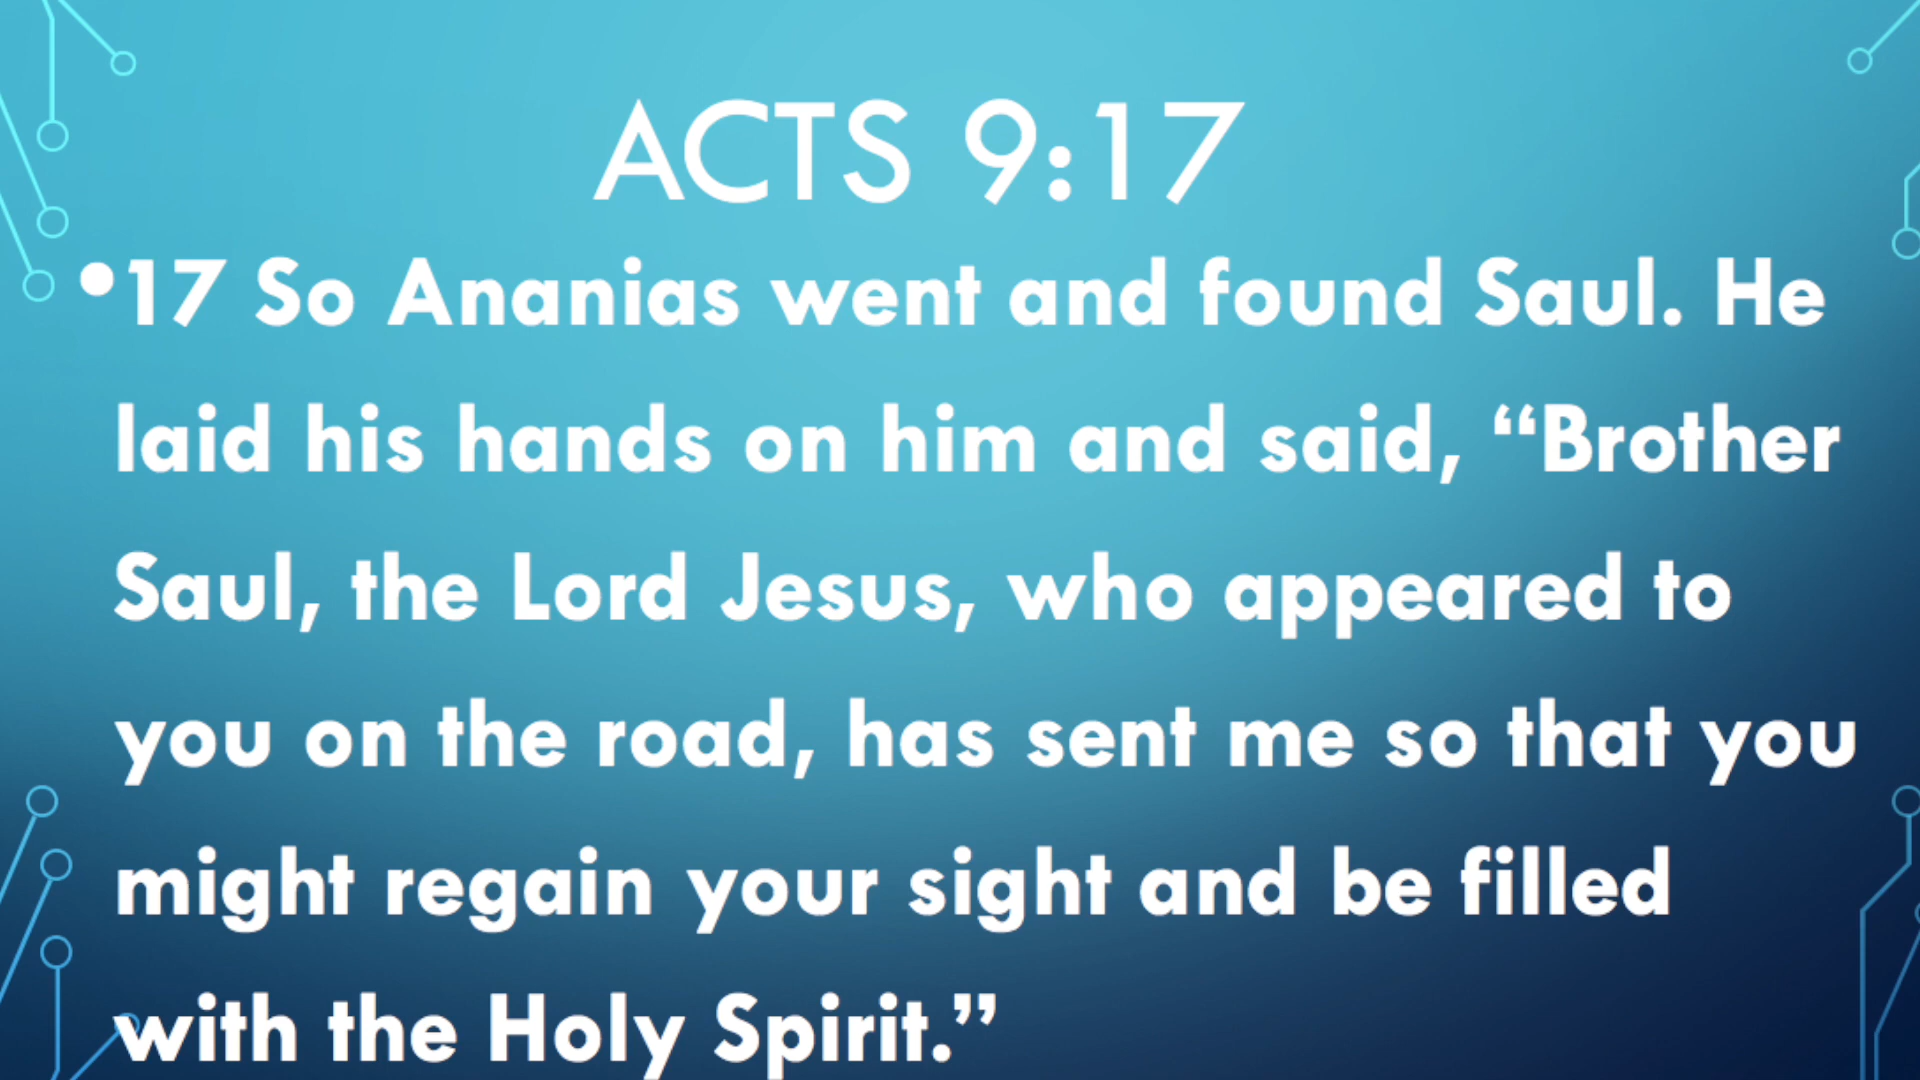 ACTS 9:17
•17 So Ananias went and found Saul. He
laid his hands on him and said, “Brother
Saul, the Lord Jesus, who appeared to
you on the road, has sent me so that you
might regain your sight and be filled
with the Holy Spirit.”